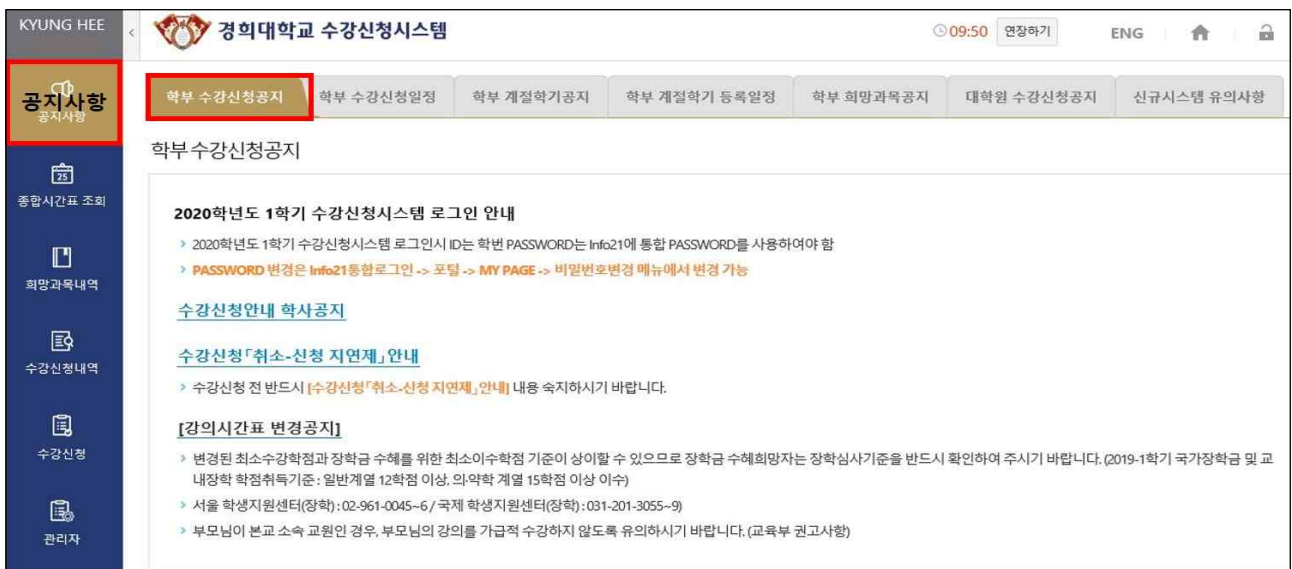 KYUNG HEE
경희대학교 수강신청시스템
09:50 연장하기 ENG
공지사항
공지사항
25
종합시간표 조회
희망과목내역
수강신청내역
수강신청
관리자
학부 수강신청공지 학부 수강신청일정 학부 계절학기공지 학부 계절학기 등록일정 학부 희망과목공지 대학원 수강신청공지 신규시스템 유의사항
학부 수강신청공지
2020학년도 1학기 수강신청시스템 로그인 안내
> 2020학년도 1학기 수강신청시스템 로그인시 ID는 학번 PASSWORD는 Info21에 통합 PASSWORD를 사용하여야 함
> PASSWORD 변경은 Info21통합로그인 -> 포털 -> MY PAGE -> 비밀번호변경 메뉴에서 변경 가능
수강신청안내 학사공지
수강신청「취소-신청 지연제」안내
> 수강신청 전 반드시 [수강신청「취소-신청 지연제」안내] 내용 숙지하시기 바랍니다.
[강의시간표 변경공지]
> 변경된 최소수강학점과 장학금 수혜를 위한 최소이수학점 기준이 상이할 수 있으므로 장학금 수혜희망자는 장학심사기준을 반드시 확인하여 주시기 바랍니다. (2019-1학기 국가장학금 및 교
내장학 학점취득기준 : 일반계열 12학점 이상, 의·약학 계열 15학점 이상 이수)
> 서울 학생지원센터(장학) : 02-961-0045~6 / 국제 학생지원센터(장학) : 031-201-3055~9)
> 부모님이 본교 소속 교원인 경우, 부모님의 강의를 가급적 수강하지 않도록 유의하시기 바랍니다. (교육부 권고사항)